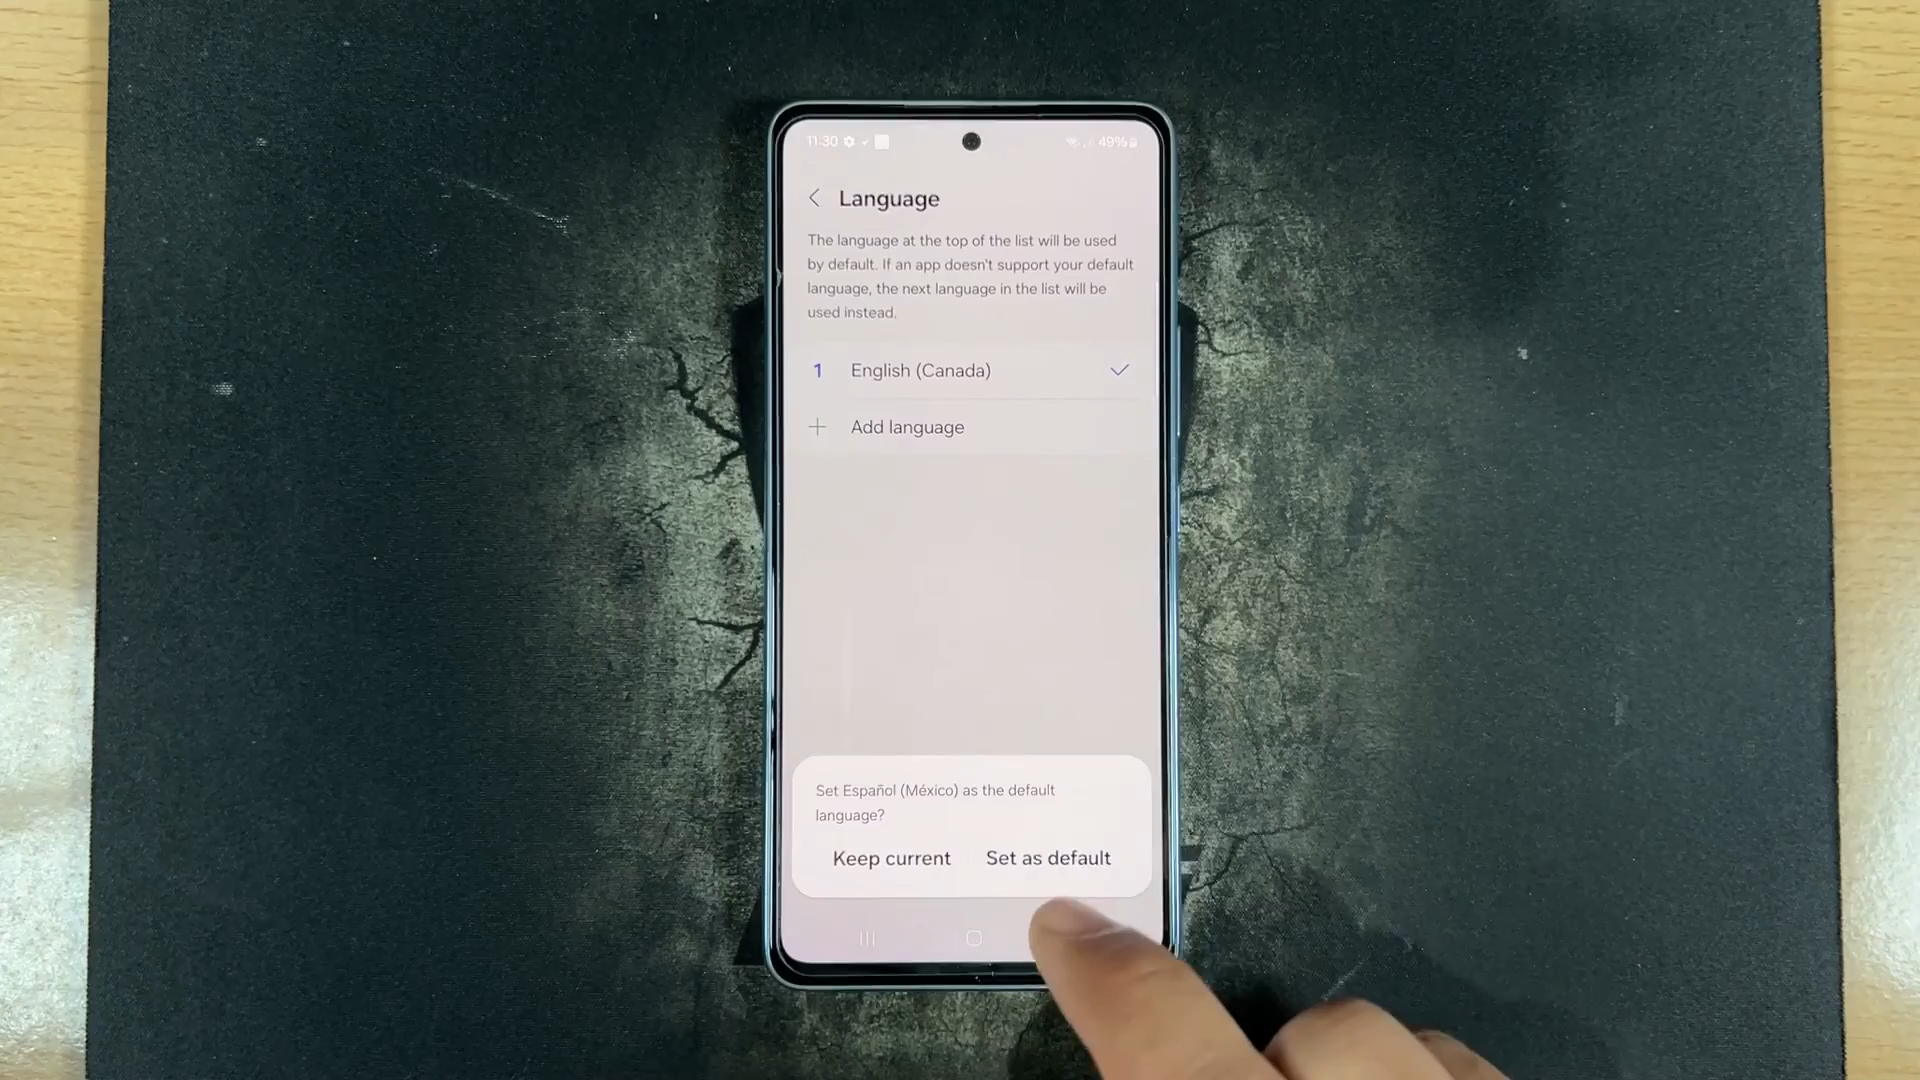 11:30
49%
Language
The language at the top of the list will be used
by default. If an app doesn't support your default
language, the next language in the list will be
used instead.
1 English (Canada)
Add language
Set Español (México) as the default
language?
Keep current Set as default